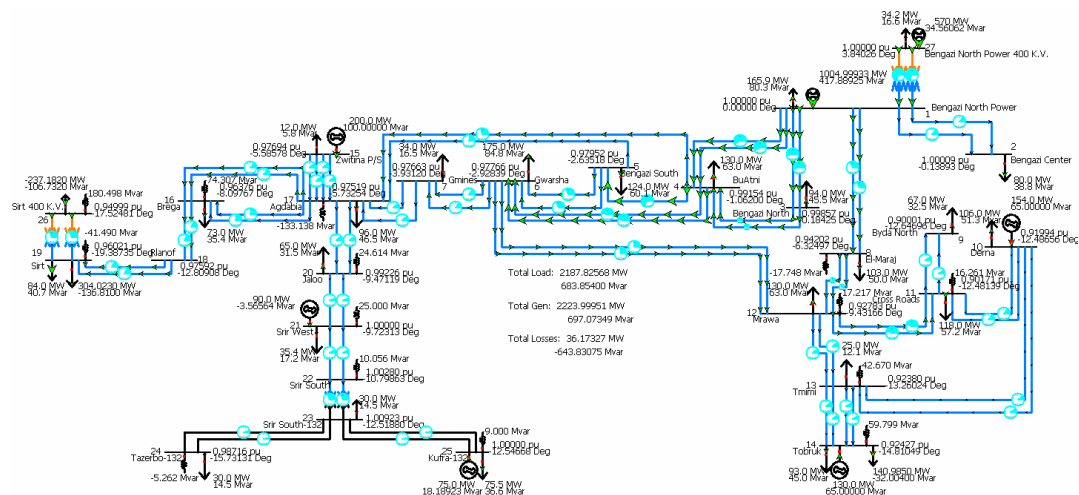 34.2 MW
16.6 Mvar
570 MW
34.56062 Mvar
1.00000 pu
3.84026 Deg
27
Bengazi North Power 400 K.V.
1004.99933 MW
417.88925 Mvar
165.9 MW
80.3 Mvar
1.00000 pu
0.00000 Deg
Bengazi North Power
1
2
Bengazi Center
1.00009 pu
-0.13893 Deg
80.0 MW
38.8 Mvar
200.0 MW
100.00000 Mvar
12.0 MW
5.8 Mvar
0.97694 pu
-5.58578 Deg
15
Zwitina P/S
34.0 MW
16.5 Mvar
0.97663 pu
-3.93120 Deg
7
Gmines
175.0 MW
84.8 Mvar
0.97766 pu
-2.92839 Deg
6
Gwarsha
0.97952 pu
-2.63518 Deg
5
Bengazi South
124.0 MW
60.1 Mvar
130.0 MW
63.0 Mvar
4
BuAtni
0.99154 pu
-1.06200 Deg
3
Bengazi North
94.0 MW
45.5 Mvar
0.99857 pu
-0.18425 Deg
-237.1820 MW
-106.7320 Mvar
Sirt 400 K.V.
26
180.498 Mvar
0.94999 pu
-17.52481 Deg
-41.490 Mvar
0.96021 pu
-19.38735 Deg
19
Sirt
84.0 MW
40.7 Mvar
304.0230 MW
-136.8100 Mvar
74.307 Mvar
0.96376 pu
-8.09767 Deg
16
Brega
73.0 MW
35.4 Mvar
18
0.97592 pu
-12.80908 Deg
17
Agdabia
0.97519 pu
-5.73254 Deg
-133.138 Mvar
96.0 MW
46.5 Mvar
65.0 MW
31.5 Mvar
24.614 Mvar
20
Jaloo
0.99226 pu
-9.47119 Deg
90.0 MW
-3.56564 Mvar
25.000 Mvar
21
Srir West
1.00000 pu
-9.72313 Deg
35.4 MW
17.2 Mvar
10.056 Mvar
22
Srir South
1.00280 pu
-10.79863 Deg
30.0 MW
14.5 Mvar
23
Srir South-132
1.00923 pu
-12.51880 Deg
24
Tazerbo-132
0.98716 pu
-15.73131 Deg
-5.262 Mvar
30.0 MW
14.5 Mvar
9.000 Mvar
25
Kufra-132
1.00000 pu
-12.54668 Deg
75.0 MW
18.18923 Mvar
75.5 MW
36.6 Mvar
Total Load: 2187.82568 MW
683.85400 Mvar
Total Gen: 2223.99951 MW
697.07349 Mvar
Total Losses: 36.17327 MW
-643.83075 Mvar
0.94202 pu
-6.32497 Deg
8
El-Maraj
-17.748 Mvar
103.0 MW
50.0 Mvar
67.0 MW
32.5 Mvar
0.90001 pu
-12.64696 Deg
Byda North
9
106.0 MW
51.3 Mvar
154.0 MW
65.00000 Mvar
10
Derna
0.91994 pu
-12.48656 Deg
16.261 Mvar
11
Cross Roads
0.90171 pu
-12.48139 Deg
118.0 MW
57.2 Mvar
130.0 MW
63.0 Mvar
-17.217 Mvar
12
Mrawa
0.92783 pu
-9.43166 Deg
25.0 MW
12.1 Mvar
42.670 Mvar
13
Tmimi
0.92380 pu
-13.26024 Deg
59.799 Mvar
14
Tobruk
0.92427 pu
-14.81049 Deg
93.0 MW
45.0 Mvar
130.0 MW
65.00000 Mvar
140.9850 MW
-32.00400 Mvar